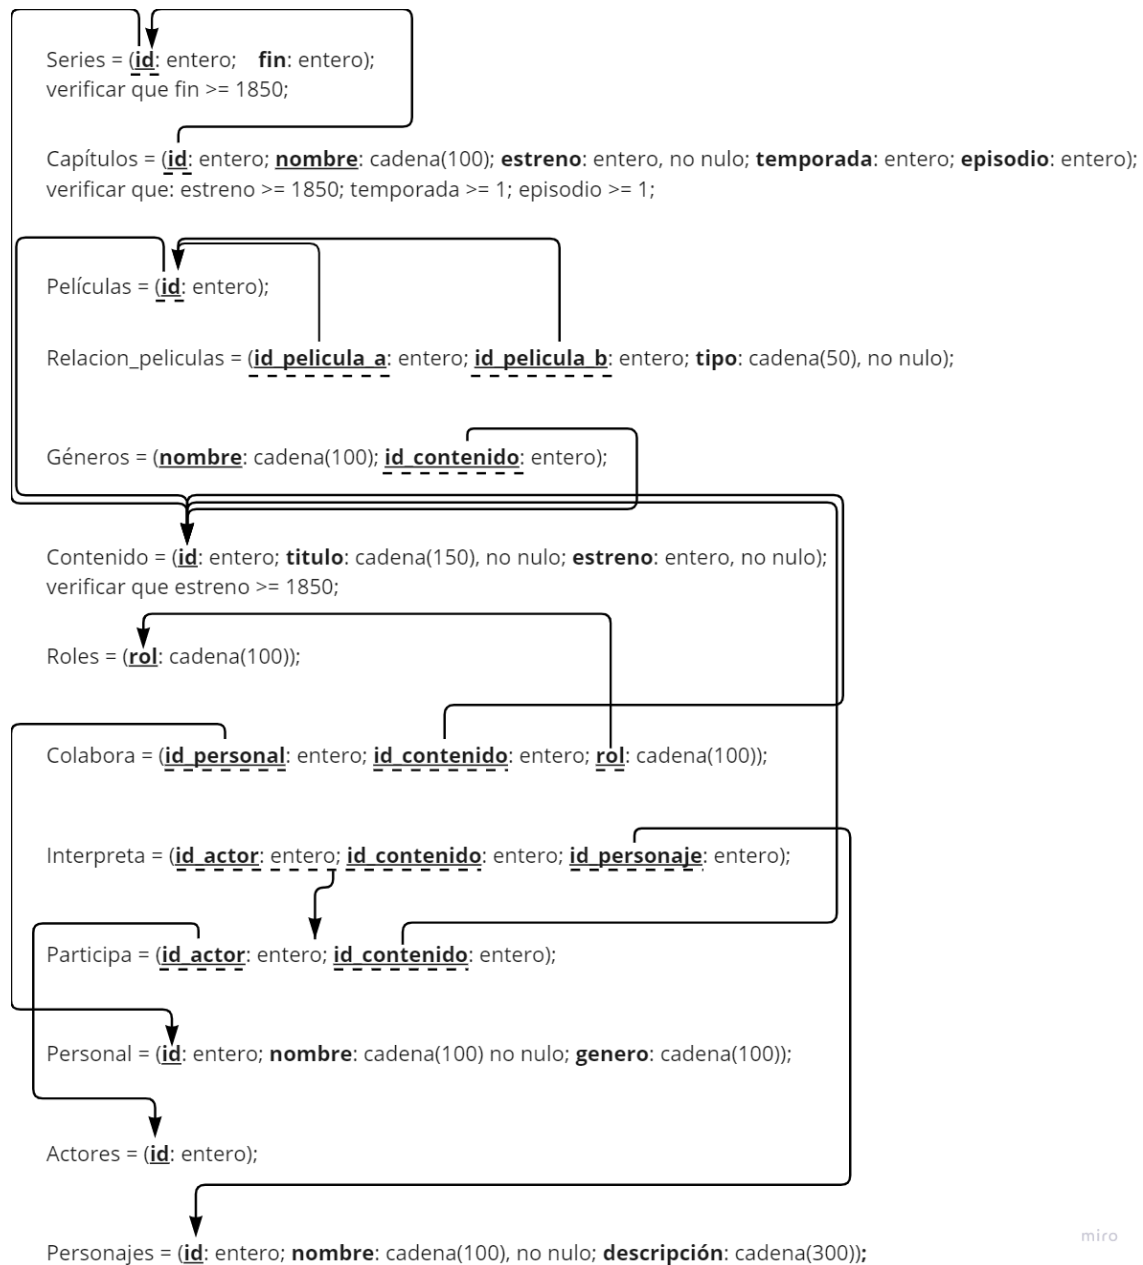 Series = (id: entero; fin: entero);
verificar que fin >= 1850;
Capítulos = (id: entero; nombre: cadena(100); estreno: entero, no nulo; temporada: entero; episodio: entero);
verificar que: estreno >= 1850; temporada >= 1; episodio >= 1;
Películas = (id: entero);
Relacion_peliculas = (id_pelicula_a: entero; id_pelicula_b: entero; tipo: cadena(50), no nulo);
Géneros = (nombre: cadena(100); id_contenido: entero);
Contenido = (id: entero; titulo: cadena(150), no nulo; estreno: entero, no nulo);
verificar que estreno >= 1850;
Roles = (rol: cadena(100));
Colabora = (id_personal: entero; id_contenido: entero; rol: cadena(100));
Interpreta = (id_actor: entero; id_contenido: entero; id_personaje: entero);
Participa = (id_actor: entero; id_contenido: entero);
Personal = (id: entero; nombre: cadena(100) no nulo; genero: cadena(100));
Actores = (id: entero);
miro
Personajes = (id: entero; nombre: cadena(100), no nulo; descripción: cadena(300));